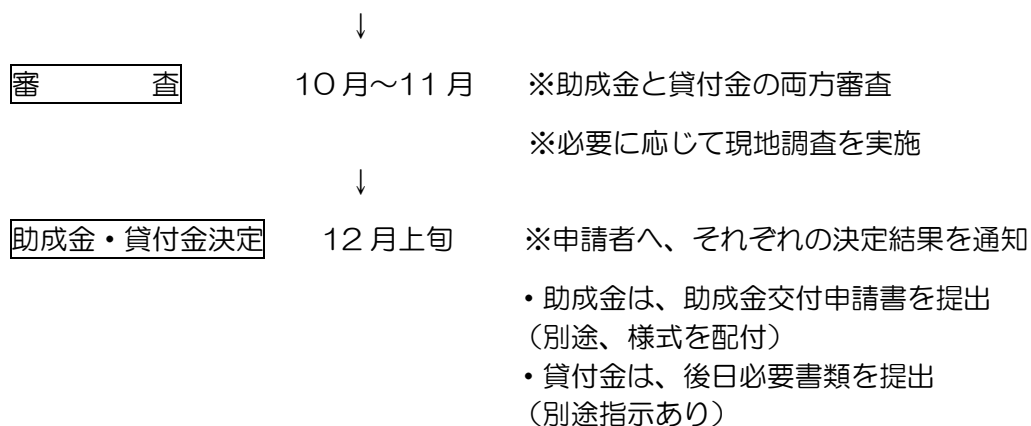 ↓
審　　　　査　　10月～11月　※助成金と貸付金の両方審査
※必要に応じて現地調査を実施
↓
助成金・貸付金決定　　12月上旬　※申請者へ、それぞれの決定結果を通知
・助成金は、助成金交付申請書を提出
（別途、様式を配付）
・貸付金は、後日必要書類を提出
（別途指示あり）